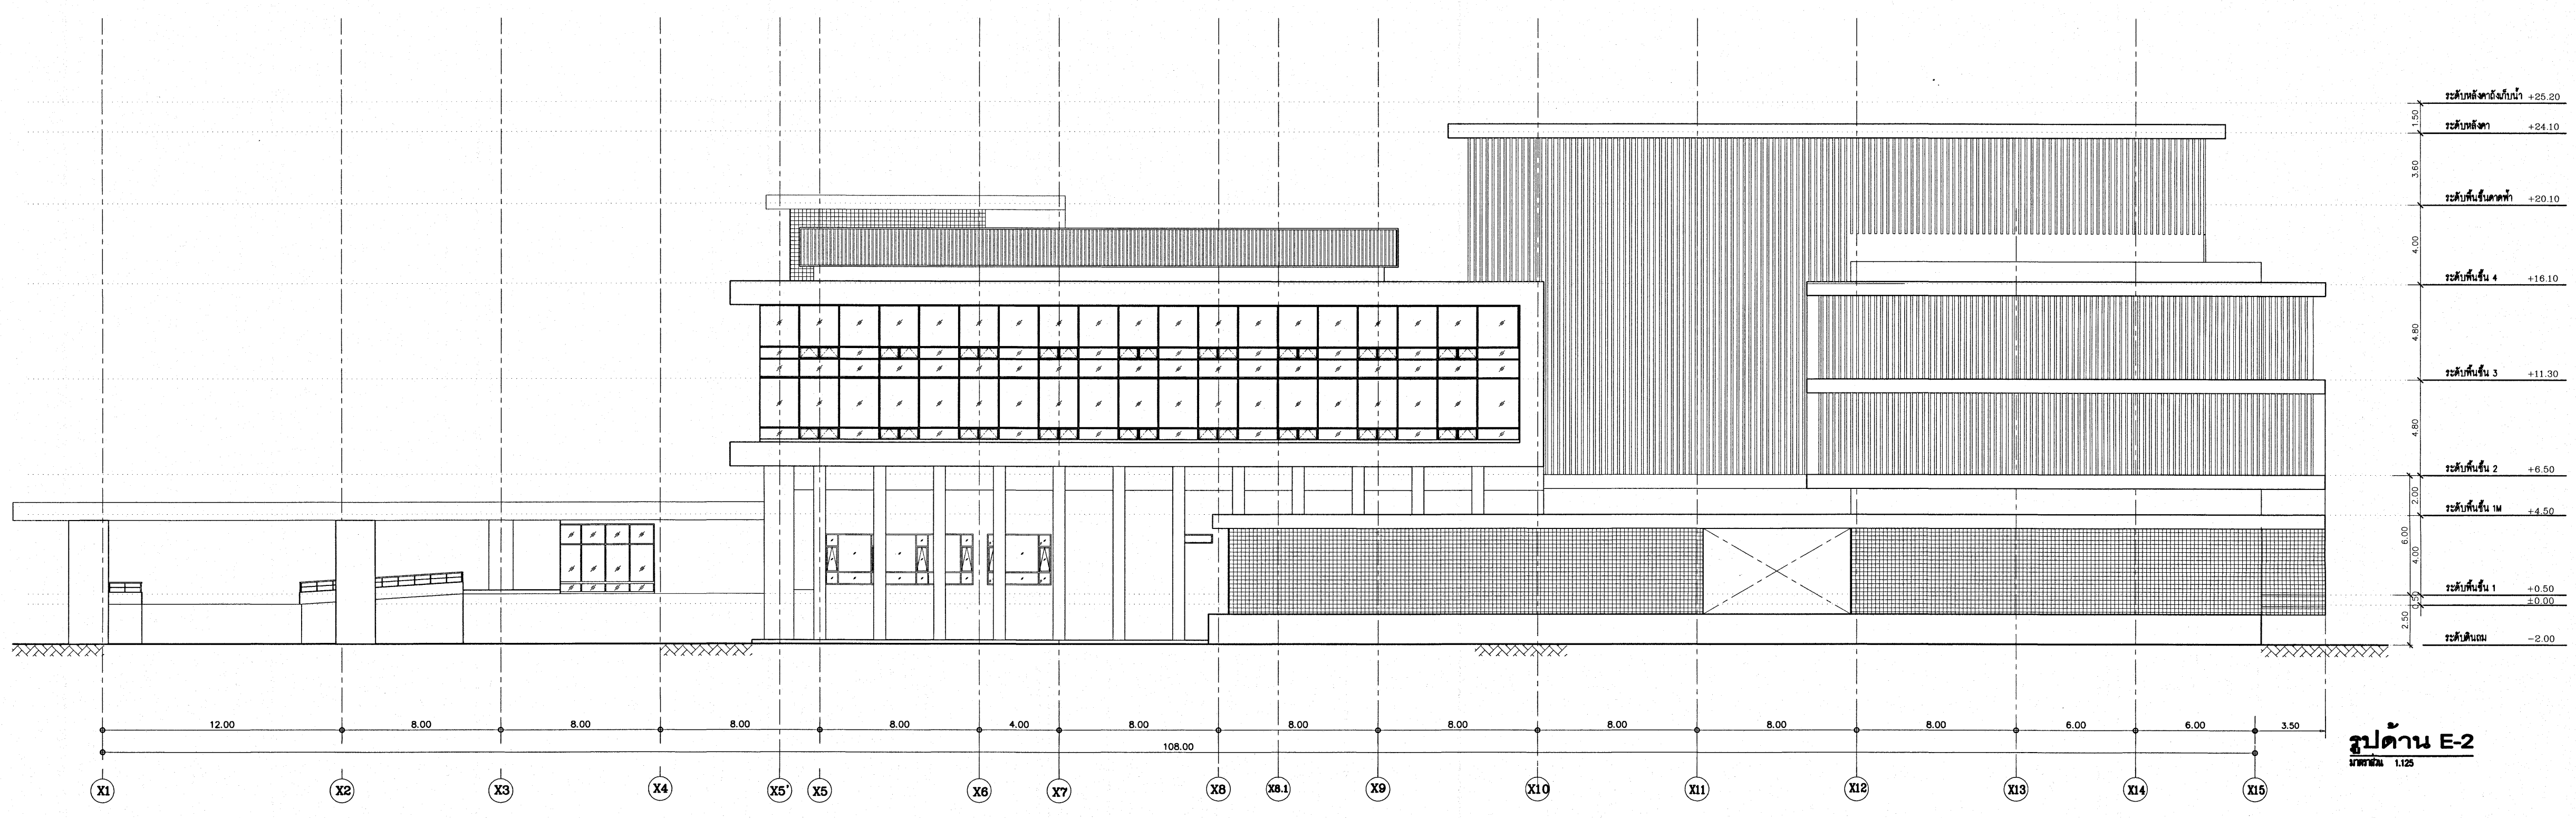 ระดับหลังคาถังเก็บน้ำ +25.20
1.50
ระดับหลังคา +24.10
3.60
ระดับพื้นชั้นดาดฟ้า +20.10
4.00
ระดับพื้นชั้น 4 +16.10
4.80
ระดับพื้นชั้น 3 +11.30
4.80
ระดับพื้นชั้น 2 +6.50
2.00
ระดับพื้นชั้น 1M +4.50
6.00
4.00
ระดับพื้นชั้น 1 +0.50
0.50
±0.00
2.50
ระดับดินถม -2.00
12.00 8.00 8.00 8.00 8.00 4.00 8.00 8.00 8.00 8.00 8.00 8.00 6.00 6.00 3.50
108.00
รูปด้าน E-2
มาตราส่วน 1.125
X1 X2 X3 X4 X5' X5 X6 X7 X8 X8.1 X9 X10 X11 X12 X13 X14 X15